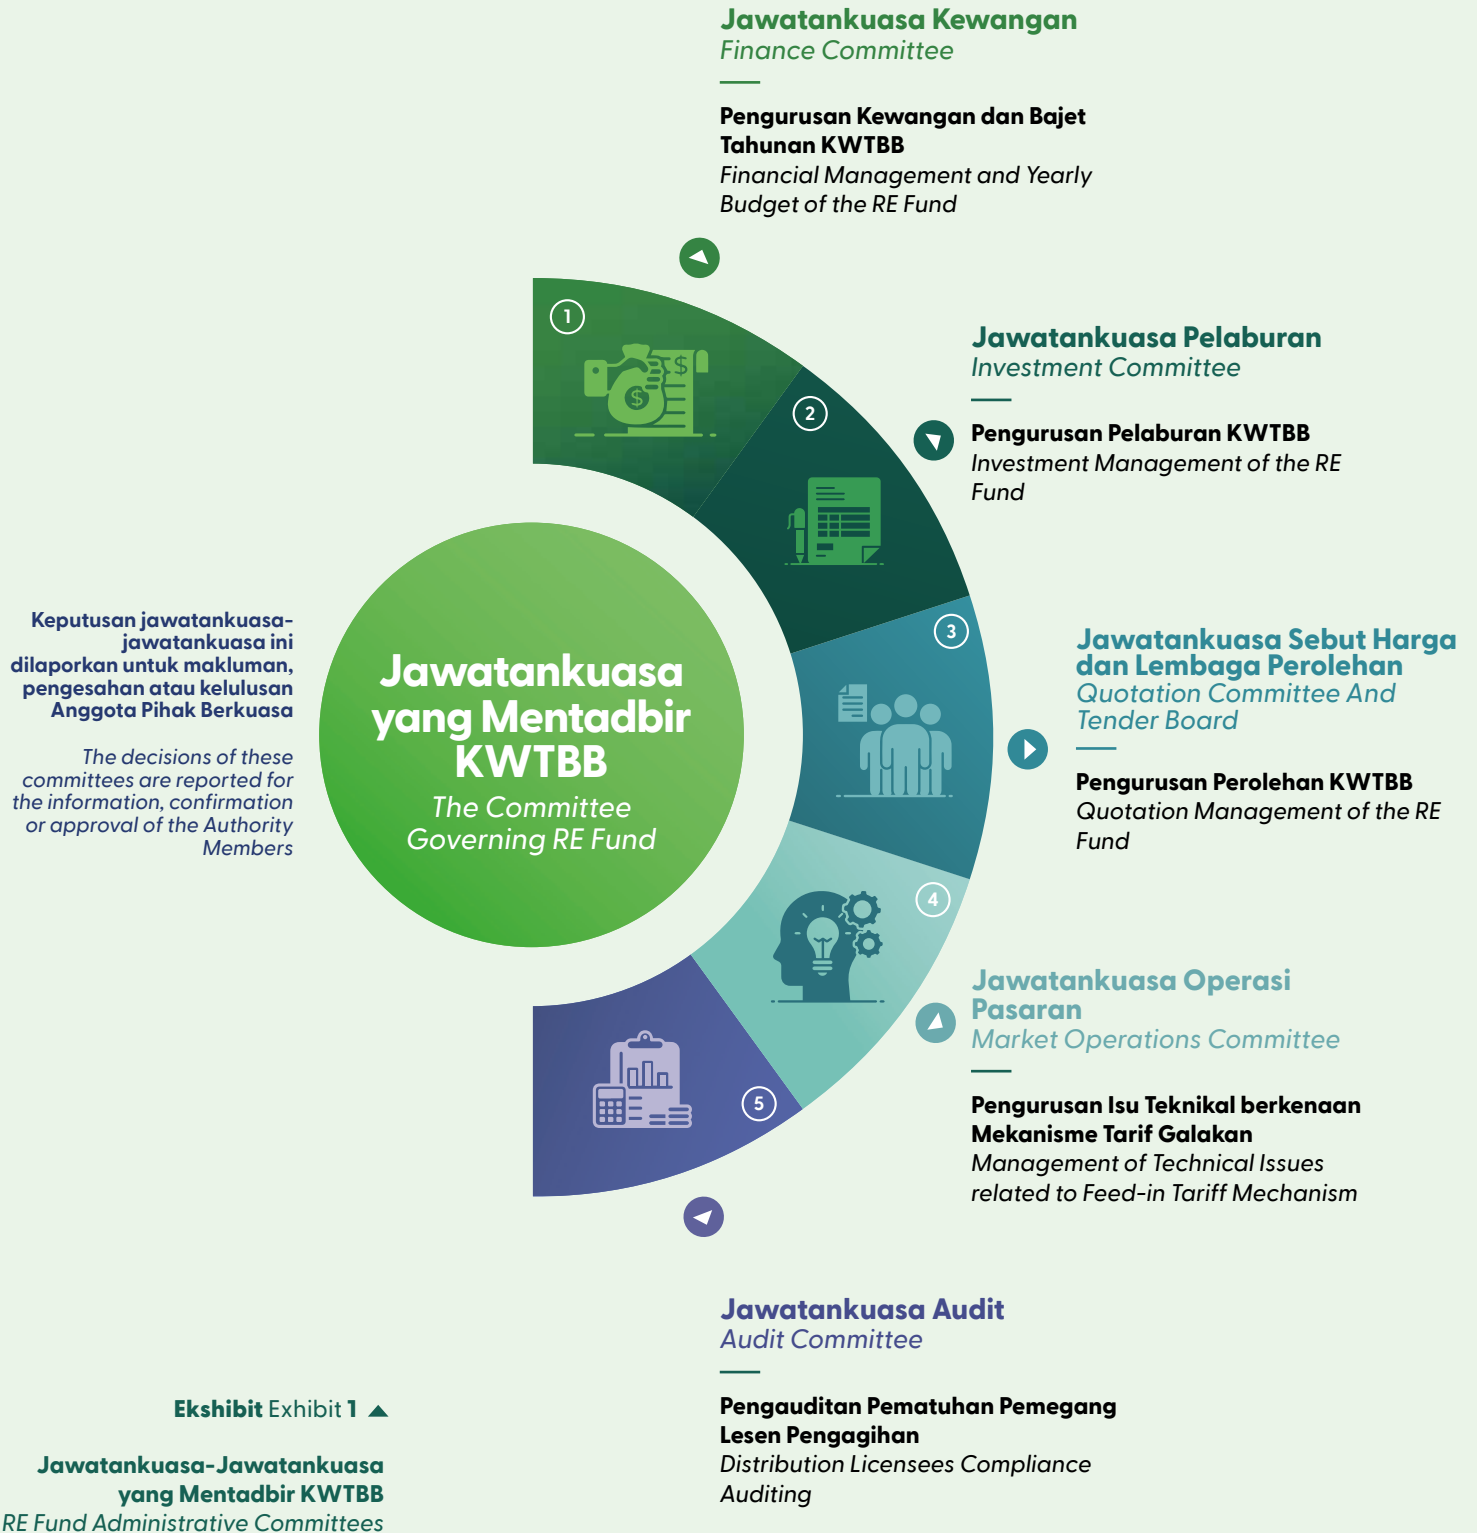 Jawatankuasa Kewangan
Finance Committee
Pengurusan Kewangan dan Bajet
Tahunan KWTBB
Financial Management and Yearly
Budget of the RE Fund
1
$
$
Jawatankuasa Pelaburan
Investment Committee
Pengurusan Pelaburan KWTBB
Investment Management of the RE
Fund
2
3
Jawatankuasa Sebut Harga
dan Lembaga Perolehan
Quotation Committee And
Tender Board
Pengurusan Perolehan KWTBB
Quotation Management of the RE
Fund
Keputusan jawatankuasa-
jawatankuasa ini
dilaporkan untuk makluman,
pengesahan atau kelulusan
Anggota Pihak Berkuasa
The decisions of these
committees are reported for
the information, confirmation
or approval of the Authority
Members
Jawatankuasa
yang Mentadbir
KWTBB
The Committee
Governing RE Fund
4
Jawatankuasa Operasi
Pasaran
Market Operations Committee
Pengurusan Isu Teknikal berkenaan
Mekanisme Tarif Galakan
Management of Technical Issues
related to Feed-in Tariff Mechanism
5
Jawatankuasa Audit
Audit Committee
Pengauditan Pematuhan Pemegang
Lesen Pengagihan
Distribution Licensees Compliance
Auditing
Ekshibit Exhibit 1
Jawatankuasa-Jawatankuasa
yang Mentadbir KWTBB
RE Fund Administrative Committees